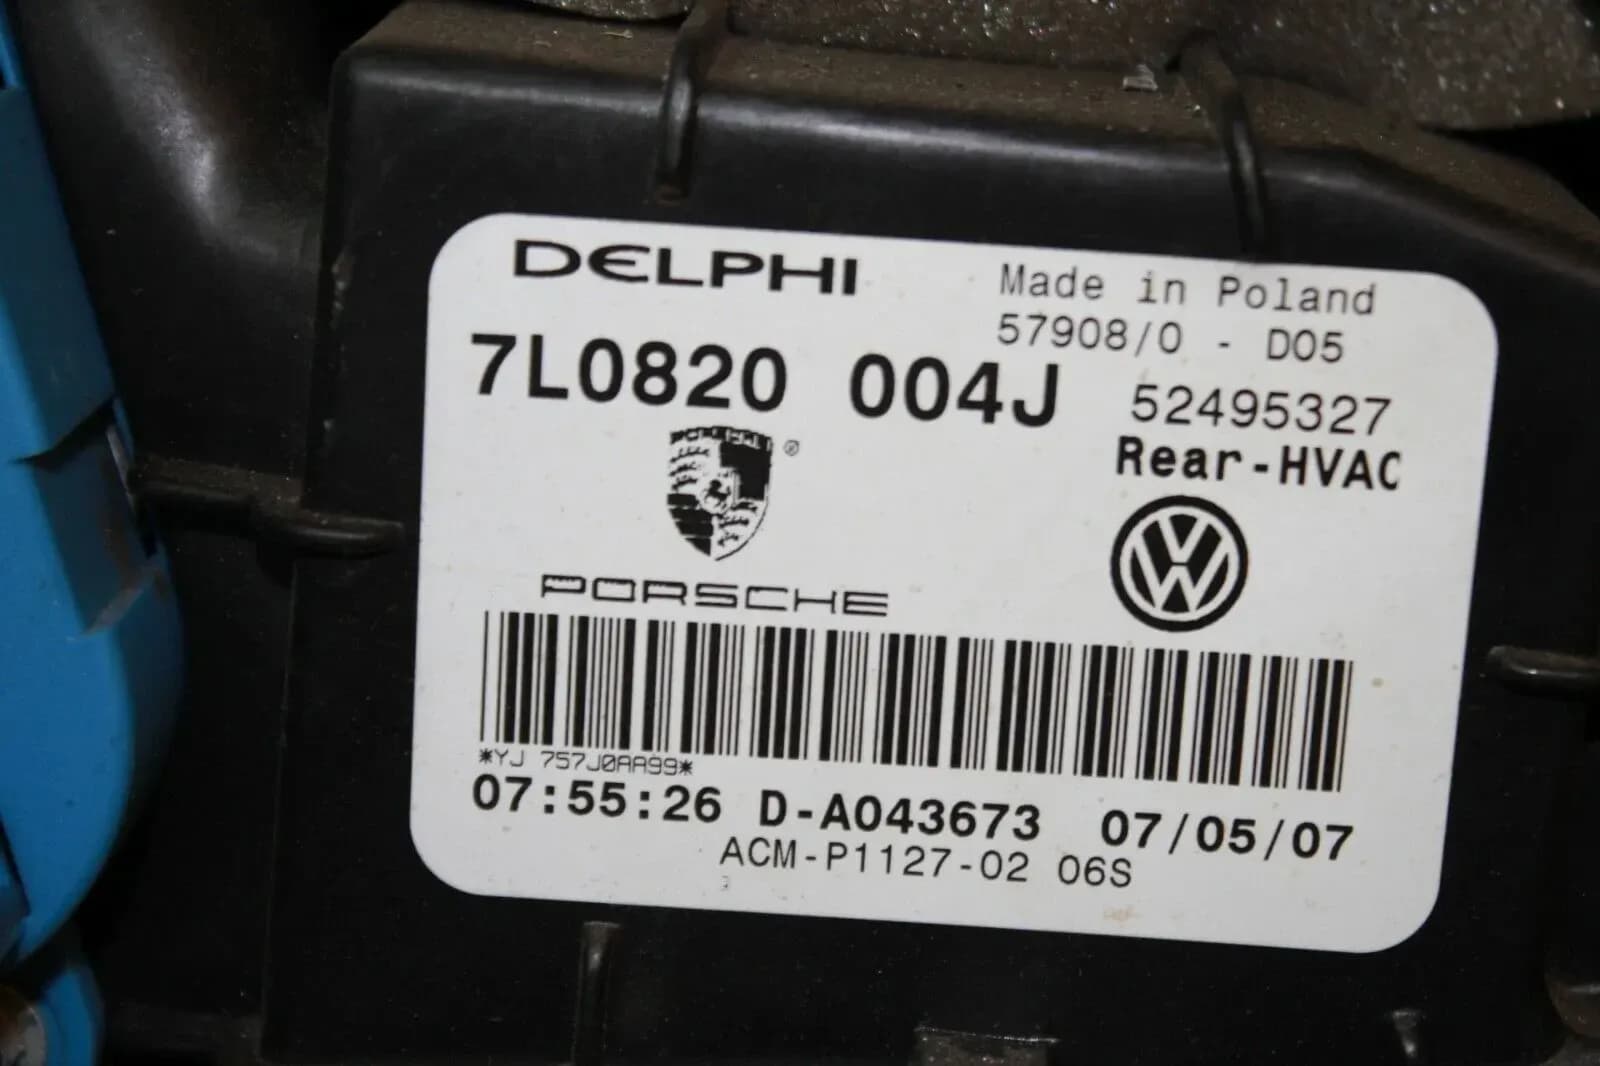 DELPHI
Made in Poland
57908/0 - D05
7L0820 004J
52495327
Rear-HVAC
PORSCHE
®
PORSCHE
*YJ 757J0AA99*
07:55:26 D-A043673 07/05/07
ACM-P1127-02 06S